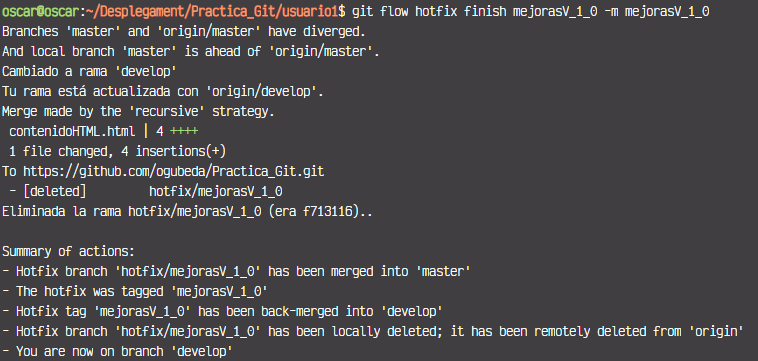 oscar@oscar:~/Desplegament/Practica_Git/usuario1$ git flow hotfix finish mejorasV_1_0 -m mejorasV_1_0
Branches 'master' and 'origin/master' have diverged.
And local branch 'master' is ahead of 'origin/master'.
Cambiado a rama 'develop'
Tu rama está actualizada con 'origin/develop'.
Merge made by the 'recursive' strategy.
 contenidoHTML.html | 4 ++++
 1 file changed, 4 insertions(+)
To https://github.com/ogubeda/Practica_Git.git
 - [deleted]         hotfix/mejorasV_1_0
Eliminada la rama hotfix/mejorasV_1_0 (era f713116)..

Summary of actions:
- Hotfix branch 'hotfix/mejorasV_1_0' has been merged into 'master'
- The hotfix was tagged 'mejorasV_1_0'
- Hotfix tag 'mejorasV_1_0' has been back-merged into 'develop'
- Hotfix branch 'hotfix/mejorasV_1_0' has been locally deleted; it has been remotely deleted from 'origin'
- You are now on branch 'develop'